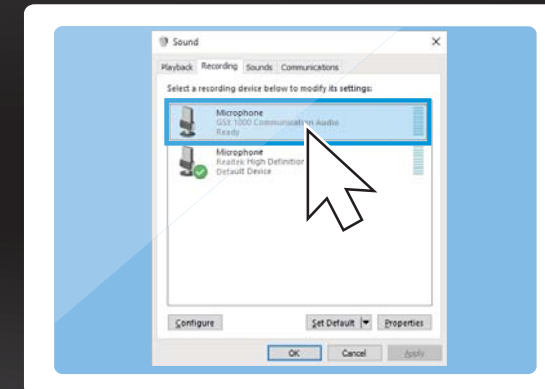 Sound
Playback Recording Sounds Communications
Select a recording device below to modify its settings:
Microphone
GSX 1000 Communication Audio
Ready
Microphone
Realtek High Definition
Default Device
Configure Set Default Properties
OK Cancel Apply